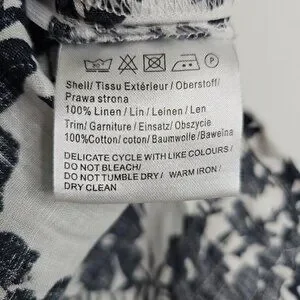 Shell/ Tissu Extérieur / Oberstoff/
Prawa strona
100% Linen / Lin / Leinen / Len
Trim/ Garniture / Einsatz/ Obszycie
100%Cotton/ coton/ Baumwolle / Baweina
DELICATE CYCLE WITH LIKE COLOURS /
DO NOT BLEACH/
DO NOT TUMBLE DRY / WARM IRON /
DRY CLEAN